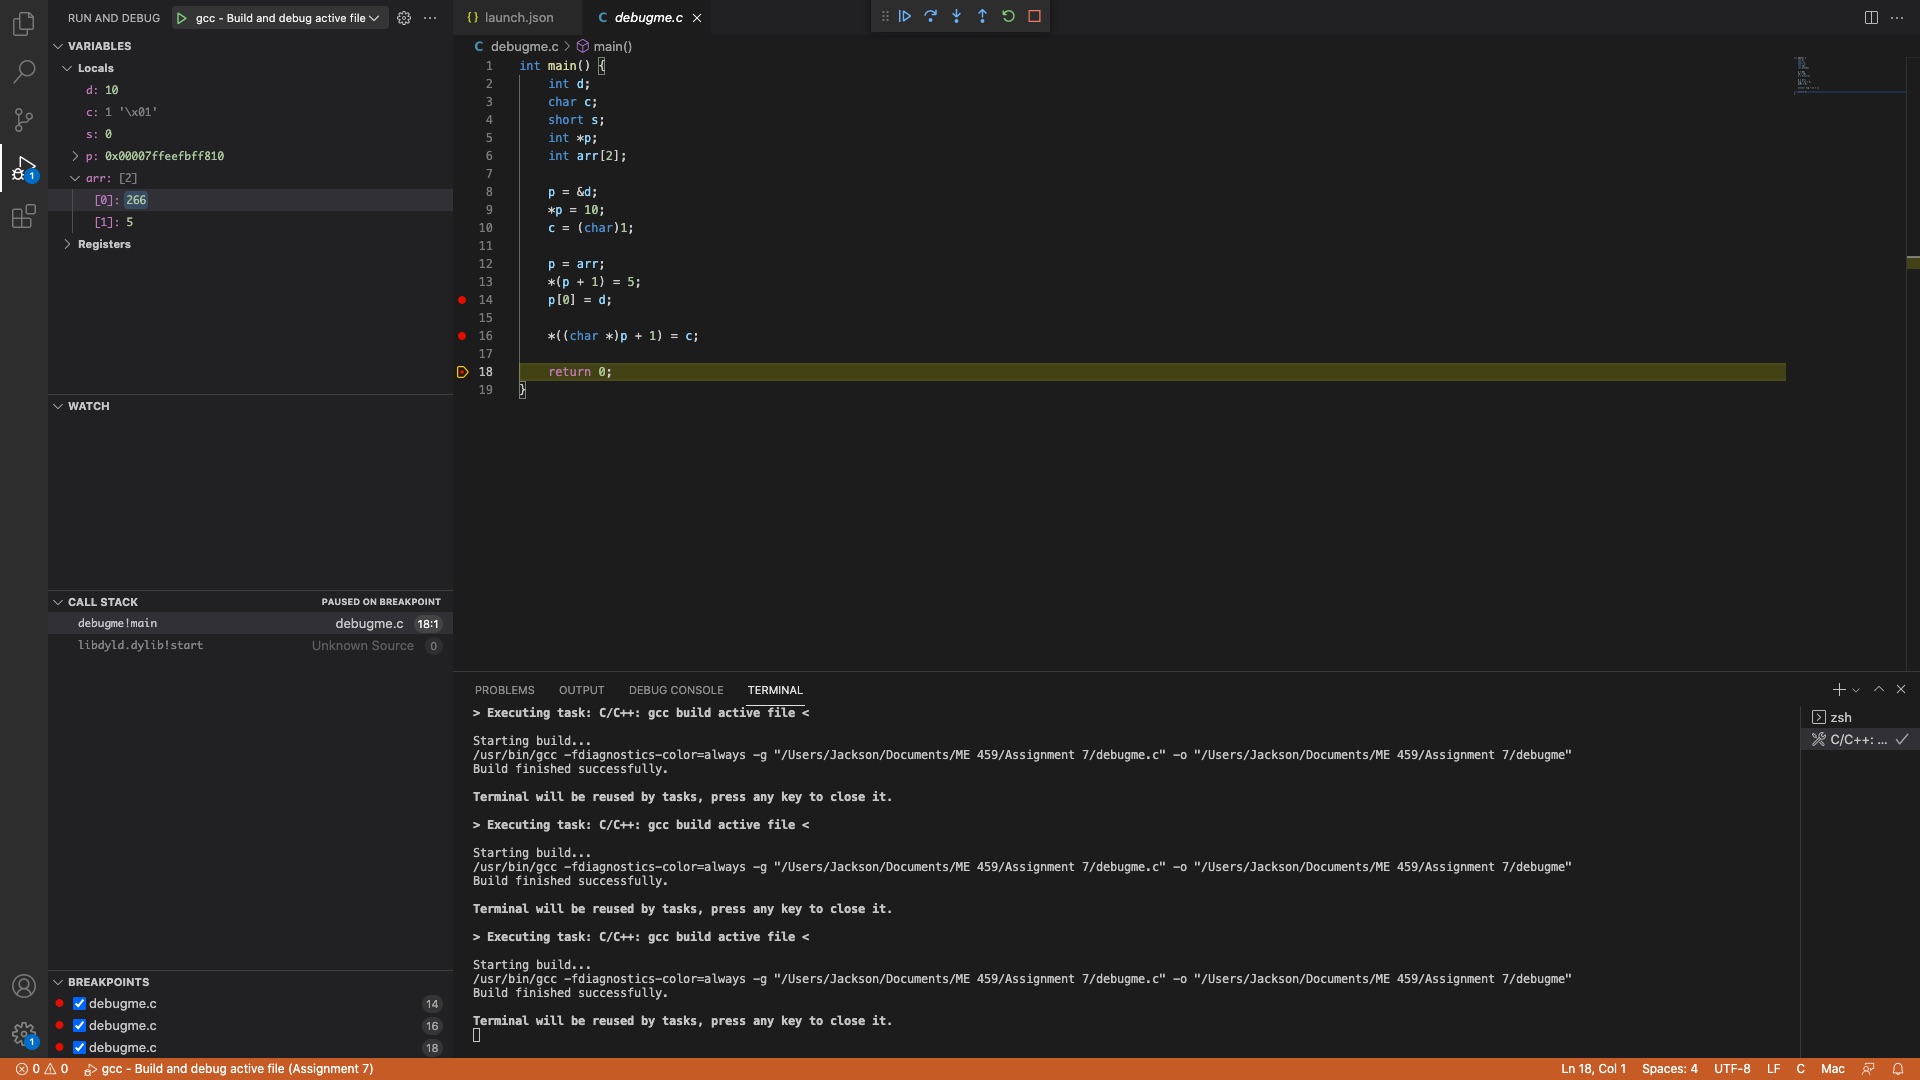 RUN AND DEBUG gcc - Build and debug active file
VARIABLES
Locals
d: 10
c: 1 '\x01'
s: 0
p: 0x00007ffeefbff810
arr: [2]
[0]: 266
[1]: 5
Registers
WATCH
CALL STACK PAUSED ON BREAKPOINT
debugme!main debugme.c 18:1
libdyld.dylib!start Unknown Source 0
BREAKPOINTS
debugme.c 14
debugme.c 16
debugme.c 18
1
1
{} launch.json C debugme.c
C debugme.c > main()
1 int main() {
2 int d;
3 char c;
4 short s;
5 int *p;
6 int arr[2];
7
8 p = &d;
9 *p = 10;
10 c = (char)1;
11
12 p = arr;
13 *(p + 1) = 5;
14 p[0] = d;
15
16 *((char *)p + 1) = c;
17
18 return 0;
19 }
PROBLEMS OUTPUT DEBUG CONSOLE TERMINAL
> Executing task: C/C++: gcc build active file <
Starting build...
/usr/bin/gcc -fdiagnostics-color=always -g "/Users/Jackson/Documents/ME 459/Assignment 7/debugme.c" -o "/Users/Jackson/Documents/ME 459/Assignment 7/debugme"
Build finished successfully.
Terminal will be reused by tasks, press any key to close it.
> Executing task: C/C++: gcc build active file <
Starting build...
/usr/bin/gcc -fdiagnostics-color=always -g "/Users/Jackson/Documents/ME 459/Assignment 7/debugme.c" -o "/Users/Jackson/Documents/ME 459/Assignment 7/debugme"
Build finished successfully.
Terminal will be reused by tasks, press any key to close it.
> Executing task: C/C++: gcc build active file <
Starting build...
/usr/bin/gcc -fdiagnostics-color=always -g "/Users/Jackson/Documents/ME 459/Assignment 7/debugme.c" -o "/Users/Jackson/Documents/ME 459/Assignment 7/debugme"
Build finished successfully.
Terminal will be reused by tasks, press any key to close it.
zsh
C/C++: ...
0 0 gcc - Build and debug active file (Assignment 7) Ln 18, Col 1 Spaces: 4 UTF-8 LF C Mac